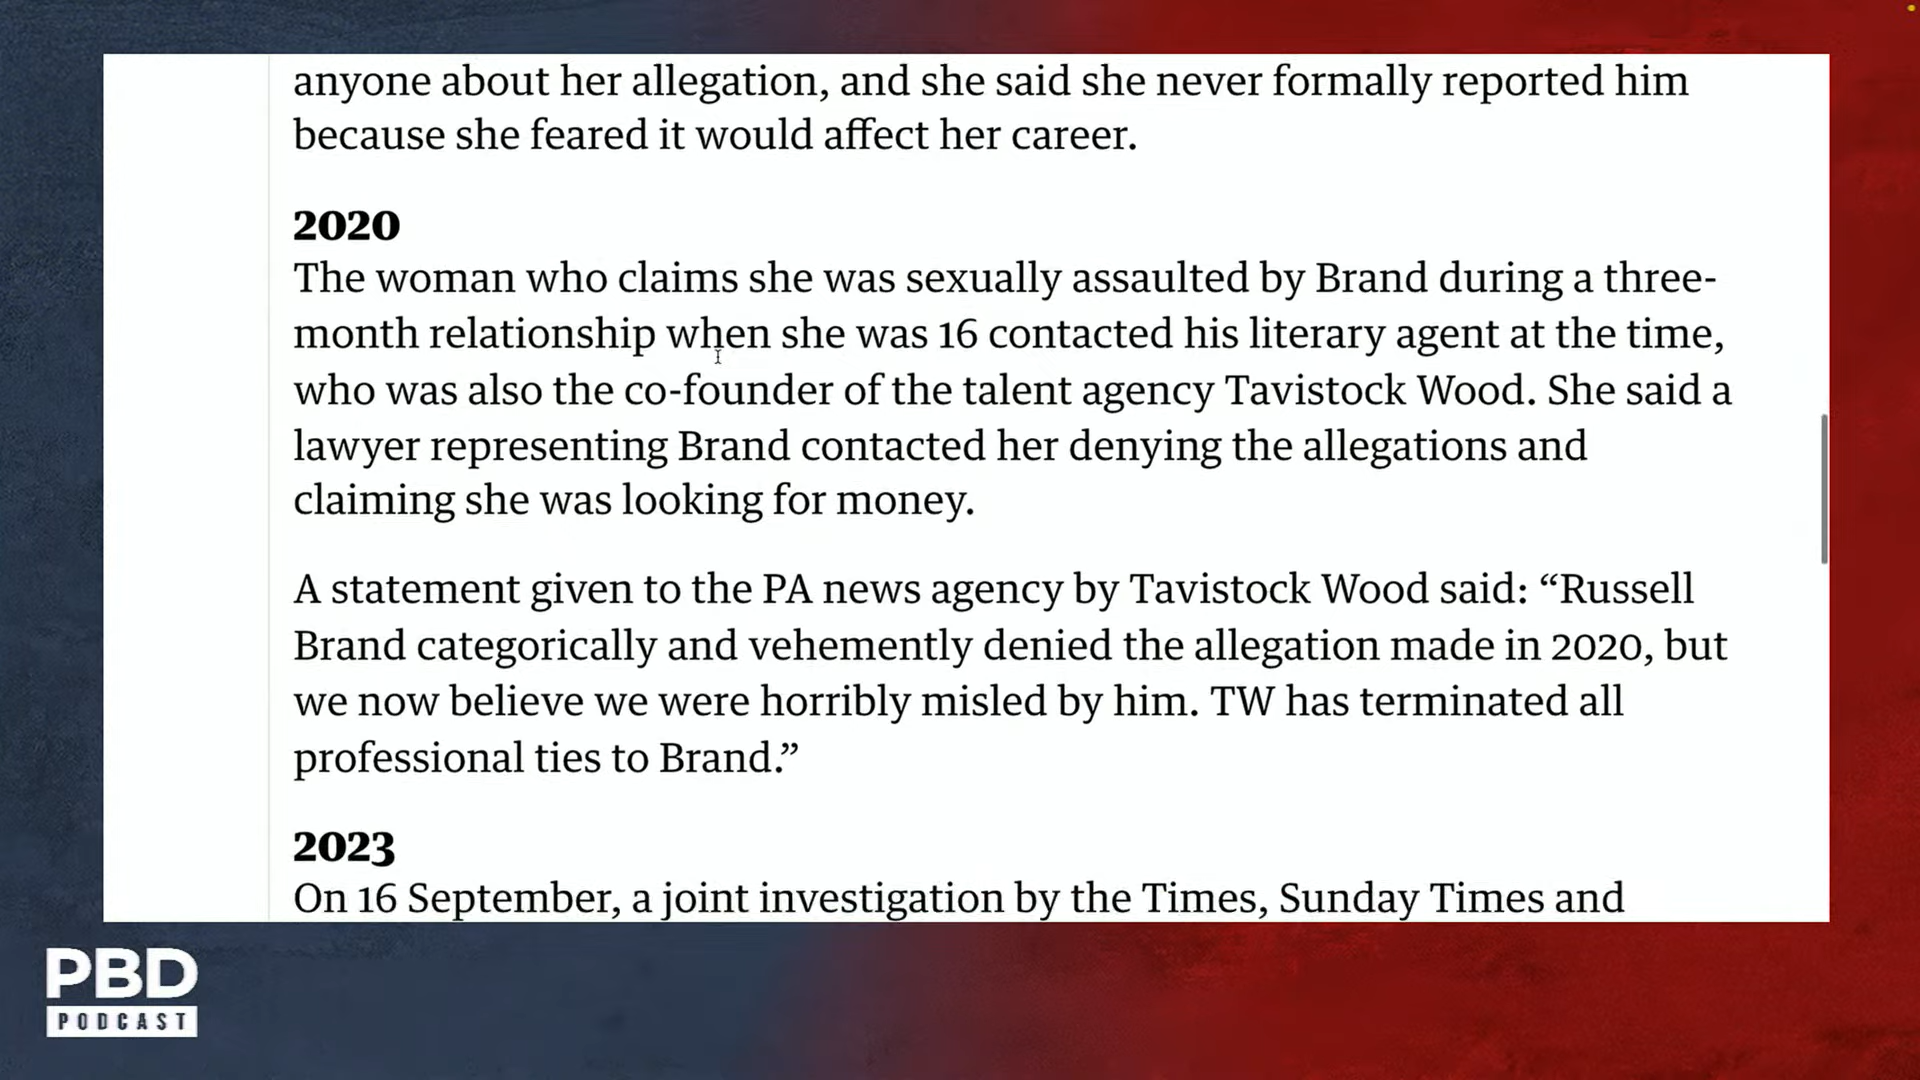 anyone about her allegation, and she said she never formally reported him
because she feared it would affect her career.
2020
The woman who claims she was sexually assaulted by Brand during a three-
month relationship when she was 16 contacted his literary agent at the time,
who was also the co-founder of the talent agency Tavistock Wood. She said a
lawyer representing Brand contacted her denying the allegations and
claiming she was looking for money.
A statement given to the PA news agency by Tavistock Wood said: “Russell
Brand categorically and vehemently denied the allegation made in 2020, but
we now believe we were horribly misled by him. TW has terminated all
professional ties to Brand.”
2023
On 16 September, a joint investigation by the Times, Sunday Times and
PBD
PODCAST